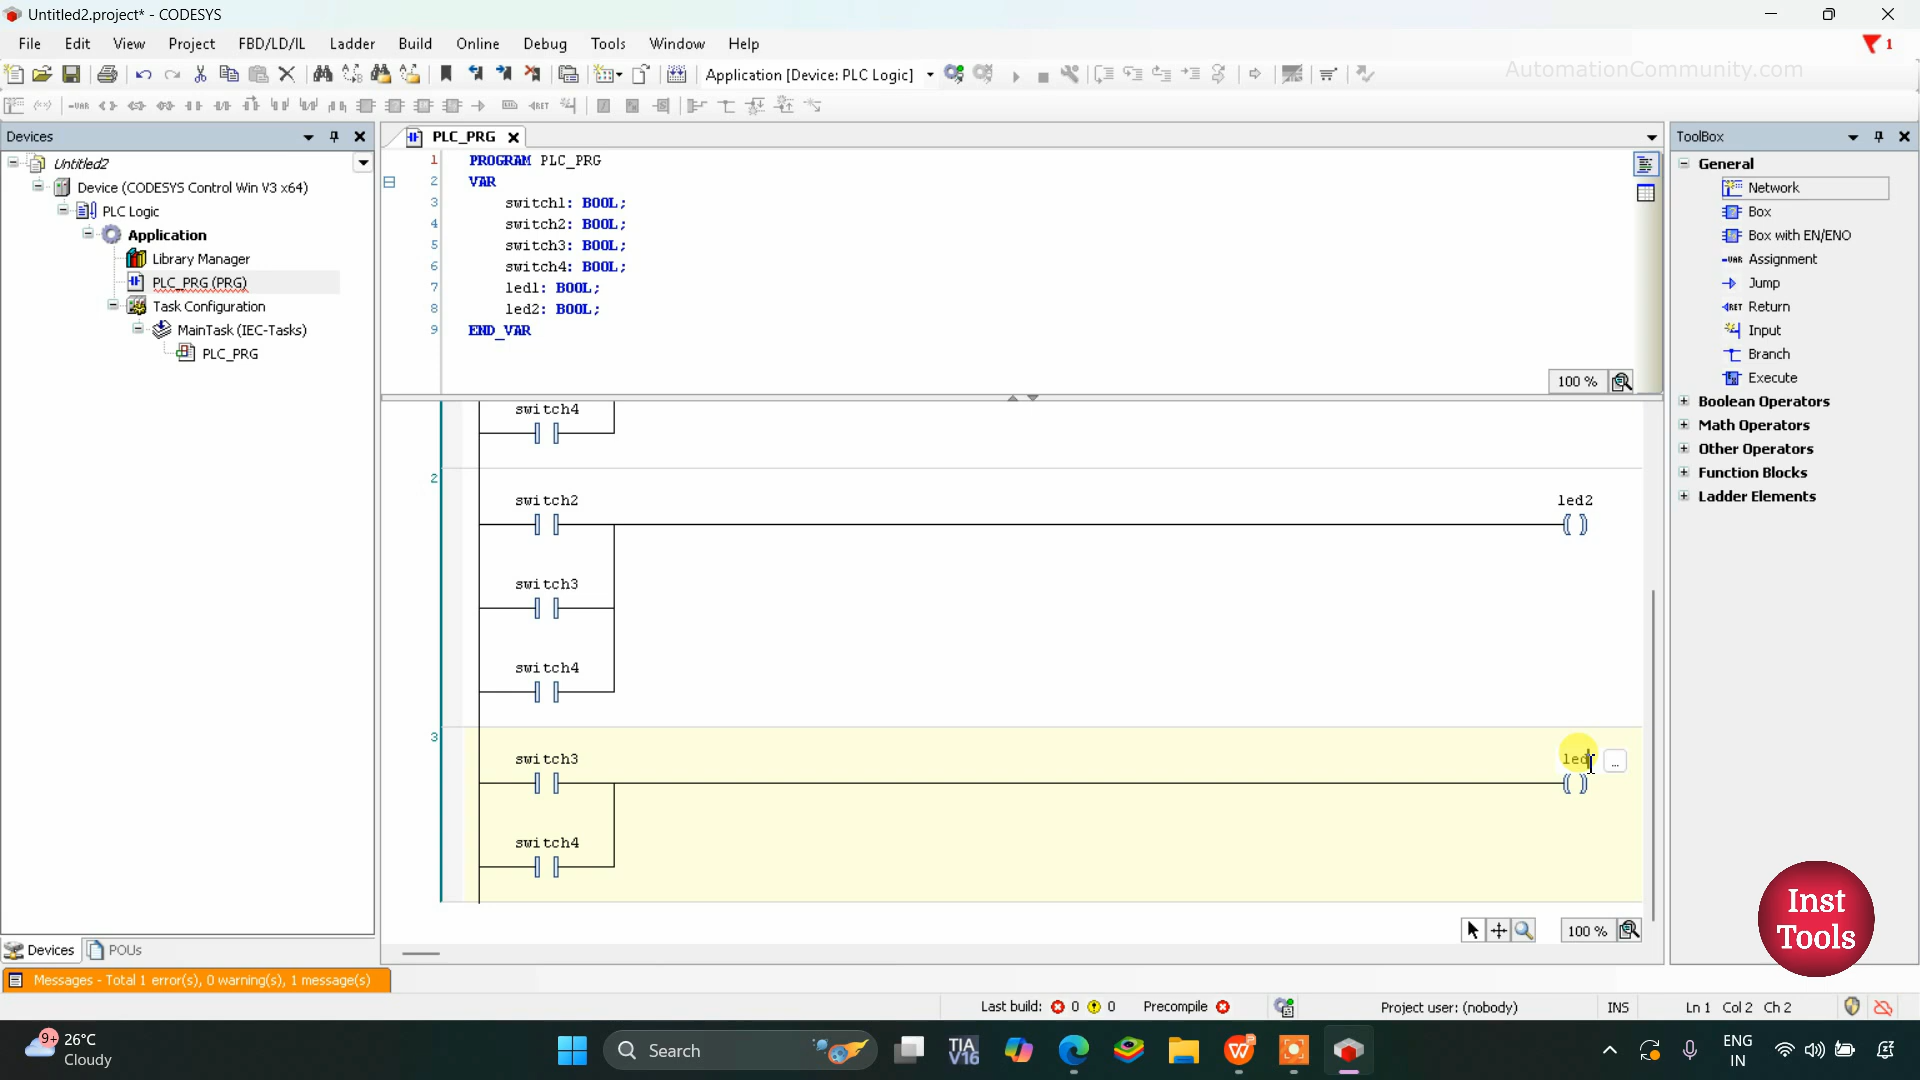 Untitled2.project* - CODESYS
File Edit View Project FBD/LD/IL Ladder Build Online Debug Tools Window Help
1
Application [Device: PLC Logic]
AutomationCommunity.com
Devices
Untitled2
Device (CODESYS Control Win V3 x64)
PLC Logic
Application
Library Manager
PLC_PRG (PRG)
Task Configuration
MainTask (IEC-Tasks)
PLC_PRG
Devices POUs
PLC_PRG
1 PROGRAM PLC_PRG
2 VAR
3 switch1: BOOL;
4 switch2: BOOL;
5 switch3: BOOL;
6 switch4: BOOL;
7 led1: BOOL;
8 led2: BOOL;
9 END_VAR
100 %
switch4
2
switch2 led2
switch3
switch4
3
switch3 led ...
switch4
100 %
ToolBox
General
Network
Box
Box with EN/ENO
-VAR Assignment
Jump
RET Return
Input
Branch
Execute
Boolean Operators
Math Operators
Other Operators
Function Blocks
Ladder Elements
Inst
Tools
Messages - Total 1 error(s), 0 warning(s), 1 message(s)
Last build: 0 0 Precompile Project user: (nobody) INS Ln 1 Col 2 Ch 2
9+ 26°C
Cloudy
Search
TIA
V16
ENG
IN